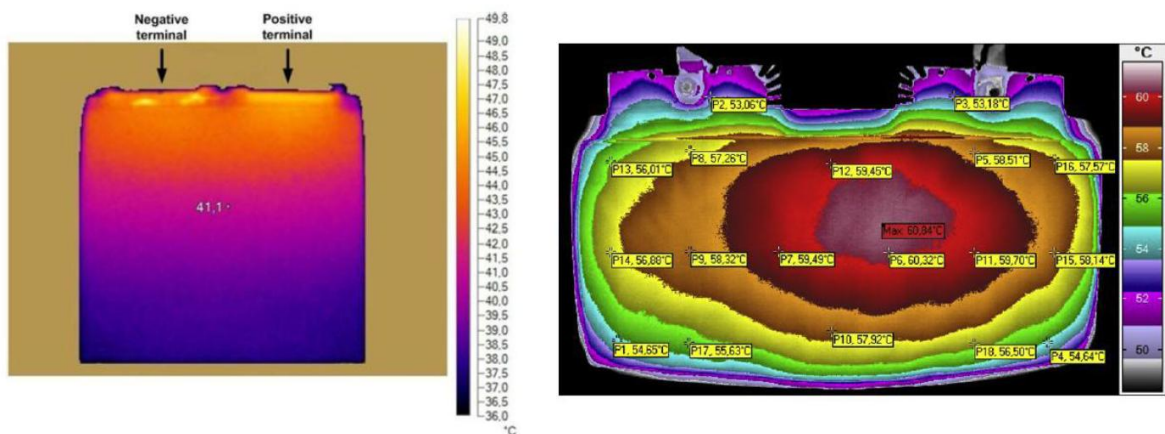 Negative
terminal
Positive
terminal
41,1
49,8
49,0
48,5
48,0
47,5
47,0
46,5
46,0
45,5
45,0
44,5
44,0
43,5
43,0
42,5
42,0
41,5
41,0
40,5
40,0
39,5
39,0
38,5
38,0
37,5
37,0
36,5
36,0
°C
°C
60
58
56
54
52
50
P2, 53,06°C
P3, 53,18°C
P13, 56,01°C
P8, 57,26°C
P12, 59,45°C
P5, 58,51°C
P16, 57,57°C
Max: 60,84°C
P14, 56,88°C
P9, 58,32°C
P7, 59,49°C
P6, 60,32°C
P11, 59,70°C
P15, 58,14°C
P10, 57,92°C
P1, 54,65°C
P17, 55,63°C
P18, 56,50°C
P4, 54,64°C